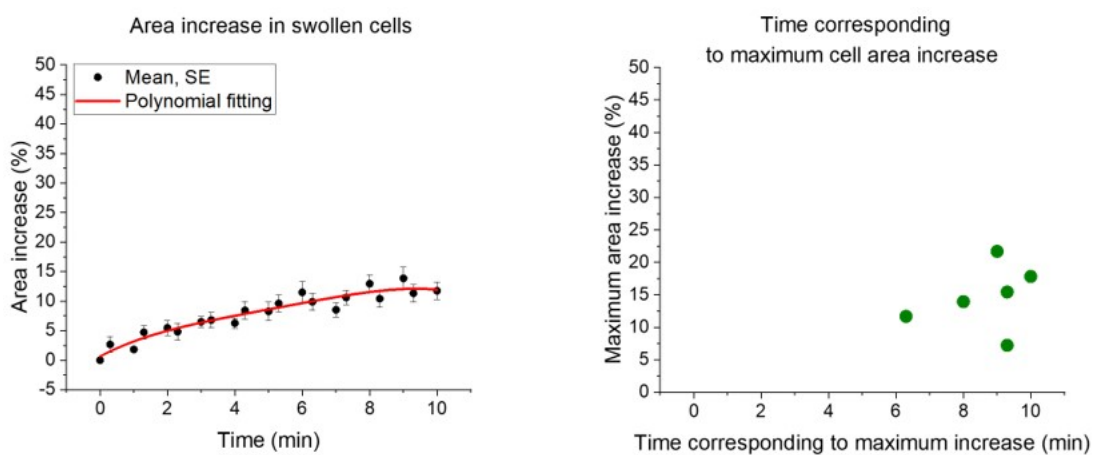 Area increase in swollen cells
50
45
40
35
30
25
20
15
10
5
0
-5
Area increase (%)
Mean, SE
Polynomial fitting
0 2 4 6 8 10
Time (min)
Time corresponding
to maximum cell area increase
50
45
40
35
30
25
20
15
10
5
0
Maximum area increase (%)
0 2 4 6 8 10
Time corresponding to maximum increase (min)